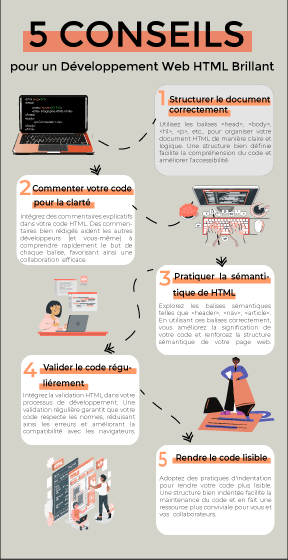 5 CONSEILS
pour un Développement Web HTML Brillant
1 Structurer le document
correctement
Utilisez les balises <head>, <body>,
<h1>, <p>, etc., pour organiser votre
document HTML de manière claire et
logique. Une structure bien définie
facilite la compréhension du code et
améliorer l'accessibilité.
2 Commenter votre code
pour la clarté
Intégrez des commentaires explicatifs
dans votre code HTML. Des commen-
taires bien rédigés aident les autres
développeurs (et vous-même) à
comprendre rapidement le but de
chaque balise, favorisant ainsi une
collaboration efficace.
3 Pratiquer la sémanti-
tique de HTML
Explorez les balises sémantiques
telles que <header>, <nav>, <article>.
En utilisant ces balises correctement,
vous améliorez la signification de
votre code et renforcez la structure
sémantique de votre page web.
4 Valider le code régu-
liérement
Intégrez la validation HTML dans votre
processus de développement. Une
validation régulière garantit que votre
code respecte les normes, réduisant
ainsi les erreurs et améliorant la
compatibilité avec les navigateurs.
5 Rendre le code lisible
Adoptez des pratiques d'indentation
pour rendre votre code plus lisible.
Une structure bien indentée facilite la
maintenance du code et en fait une
ressource plus conviviale pour vous et
vos collaborateurs.